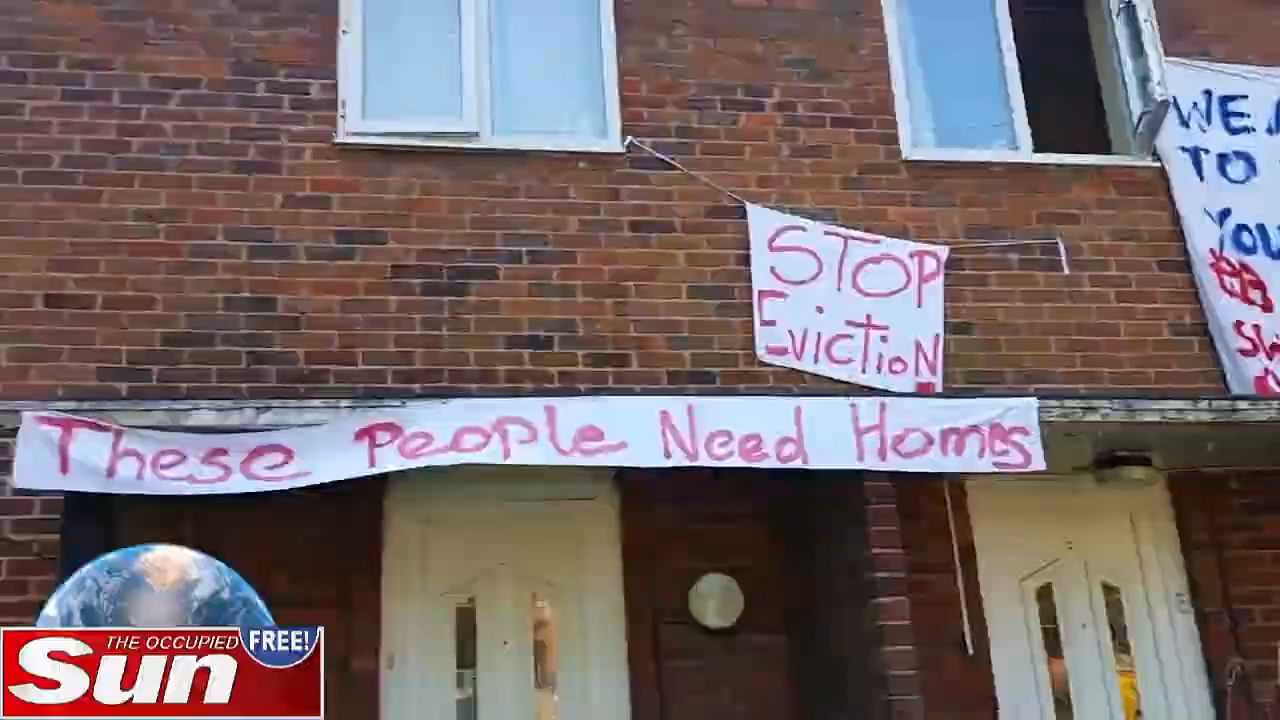 STOP
EVICTION
These People Need Homes
WE
TO
YOU
THE OCCUPIED
FREE!
Sun